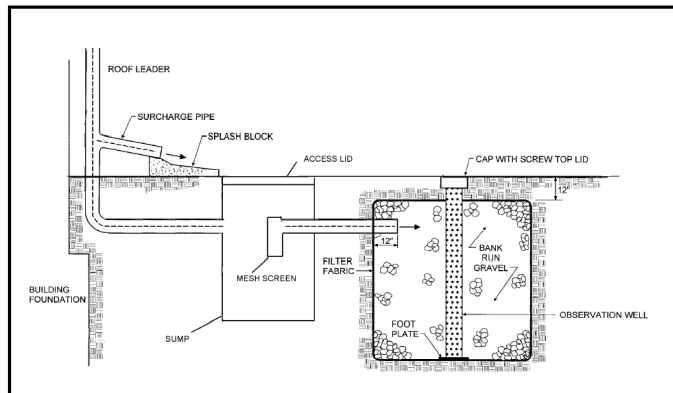 ROOF LEADER
SURCHARGE PIPE
SPLASH BLOCK
ACCESS LID
CAP WITH SCREW TOP LID
12"
12"
FILTER
FABRIC
BANK
RUN
GRAVEL
MESH SCREEN
BUILDING
FOUNDATION
OBSERVATION WELL
FOOT
PLATE
SUMP